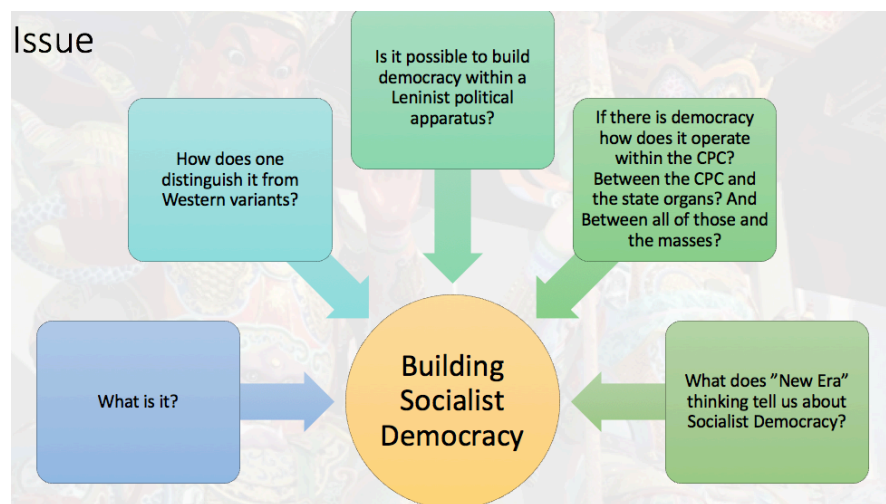 Issue
What is it?
How does one
distinguish it from
Western variants?
Is it possible to build
democracy within a
Leninist political
apparatus?
If there is democracy
how does it operate
within the CPC?
Between the CPC and
the state organs? And
Between all of those and
the masses?
What does ”New Era”
thinking tell us about
Socialist Democracy?
Building
Socialist
Democracy